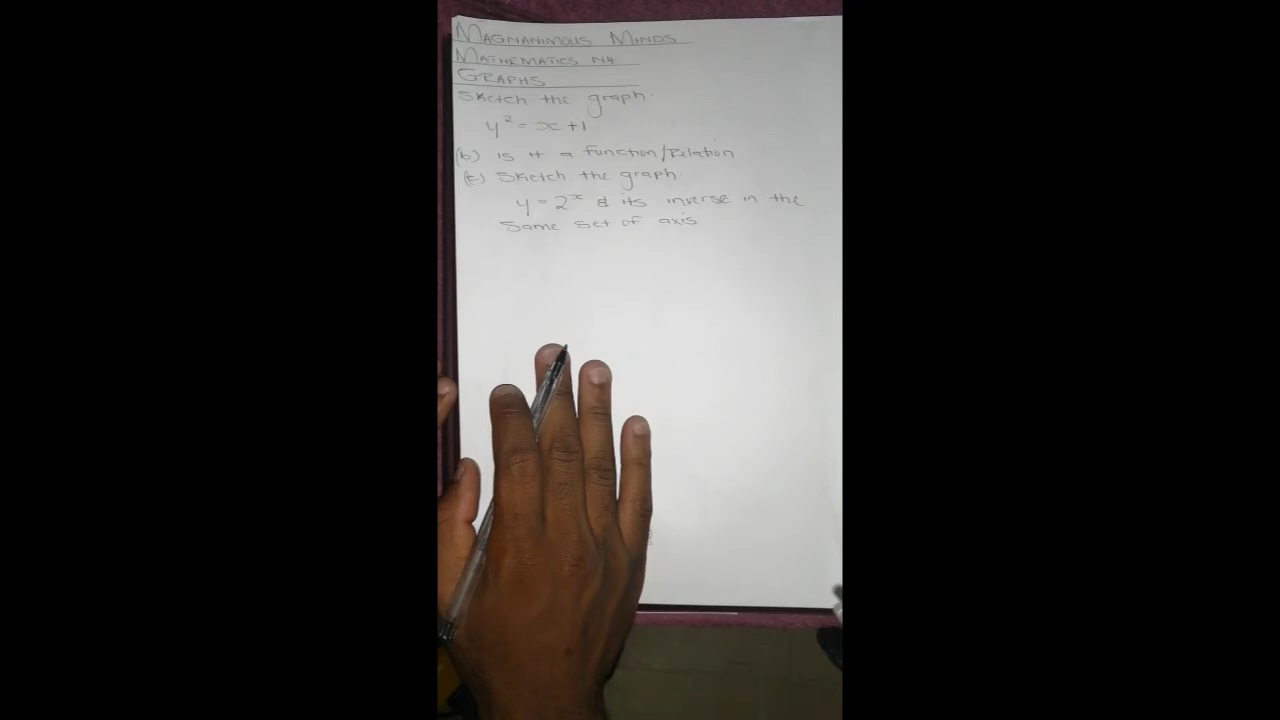 MAGNANIMOUS MINDS
MATHEMATICS N4
GRAPHS
Sketch the graph.
y² = x + 1
(b) is it a function/Relation
(c) Sketch the graph.
y = 2ˣ & its inverse in the
same set of axis